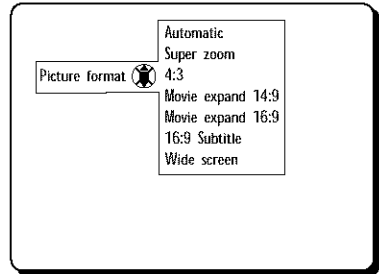 Automatic
Super zoom
Picture format 4:3
Movie expand 14:9
Movie expand 16:9
16:9 Subtitle
Wide screen